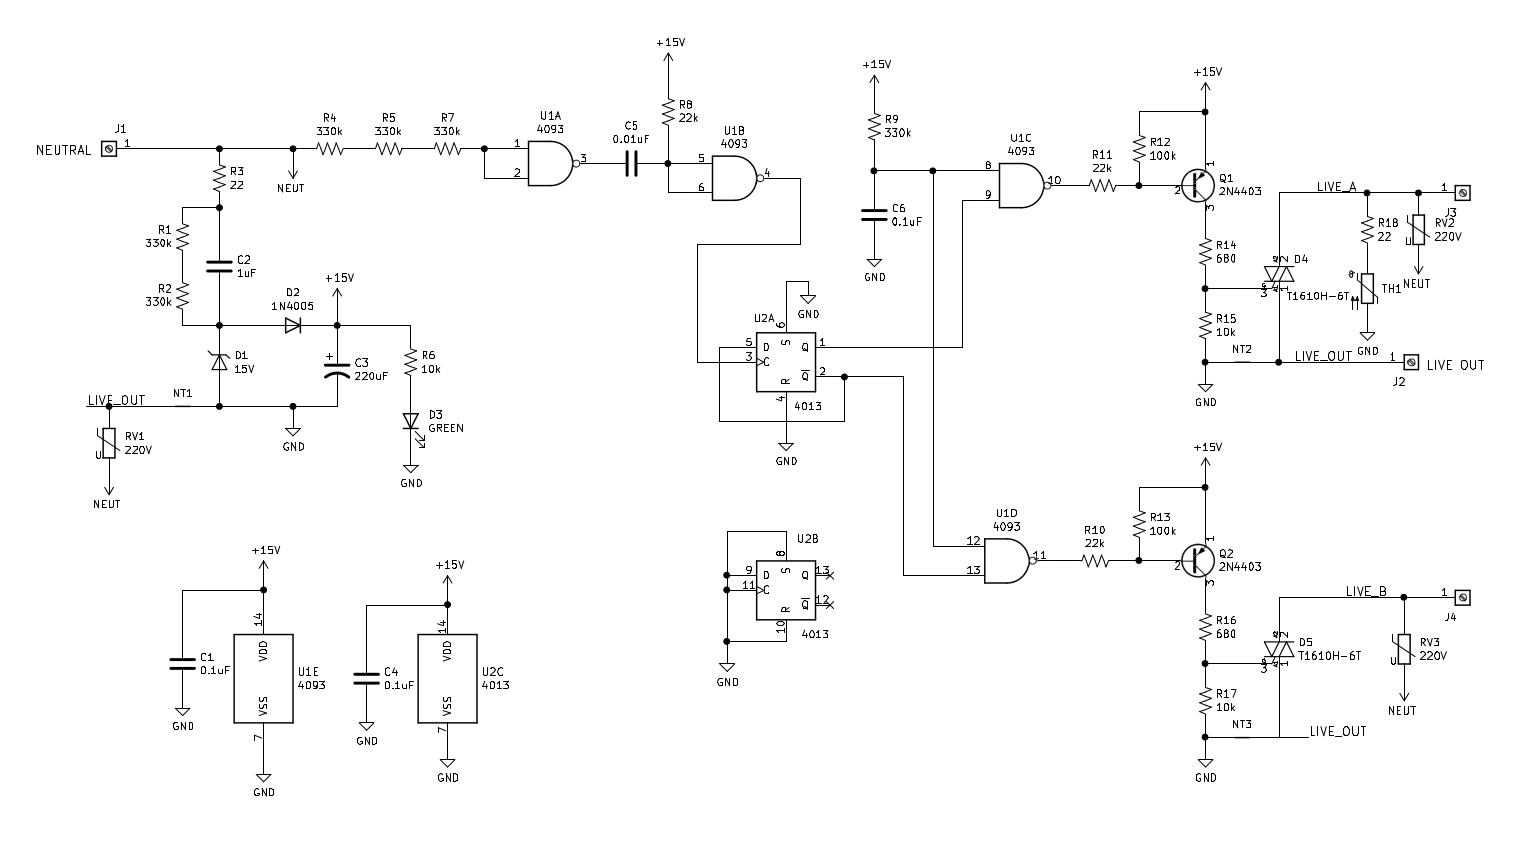 +15V
+15V
+15V
J1
NEUTRAL
1
R4
330k
R5
330k
R7
330k
U1A
4093
1
2
3
C5
0.01uF
R8
22k
U1B
4093
5
6
4
R9
330k
U1C
4093
8
9
10
R11
22k
R12
100k
Q1
2N4403
1
2
3
R3
22
NEUT
C6
0.1uF
GND
LIVE_A
1
J3
R18
22
U
RV2
220V
NEUT
R1
330k
C2
1uF
R2
330k
D2
1N4005
+15V
R14
680
D4
T1610H-6T
2
3
1
θ
TH1
GND
GND
U2A
6
5
D
S
Q
1
3
C
R
Q
2
4
4013
GND
R15
10k
NT2
LIVE_OUT
1
LIVE OUT
J2
GND
D1
15V
C3
220uF
+
R6
10k
NT1
LIVE_OUT
D3
GREEN
U
RV1
220V
GND
GND
NEUT
+15V
U1D
4093
12
13
11
R10
22k
R13
100k
Q2
2N4403
1
2
3
+15V
+15V
U2B
8
9
D
S
Q
13
11
C
R
Q
12
10
4013
GND
LIVE_B
1
J4
14
VDD
VSS
7
U1E
4093
C1
0.1uF
GND
GND
14
VDD
VSS
7
U2C
4013
C4
0.1uF
GND
GND
R16
680
D5
T1610H-6T
2
3
1
U
RV3
220V
NEUT
R17
10k
NT3
LIVE_OUT
GND